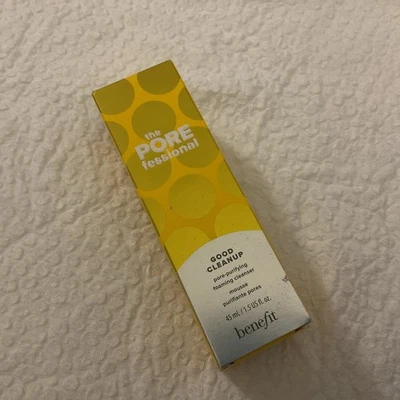 the
PORE
fessional
GOOD
CLEANUP
pore-purifying
foaming cleanser
mousse
purifiante pores
45 mL / 1.5 US fl. oz.
benefit